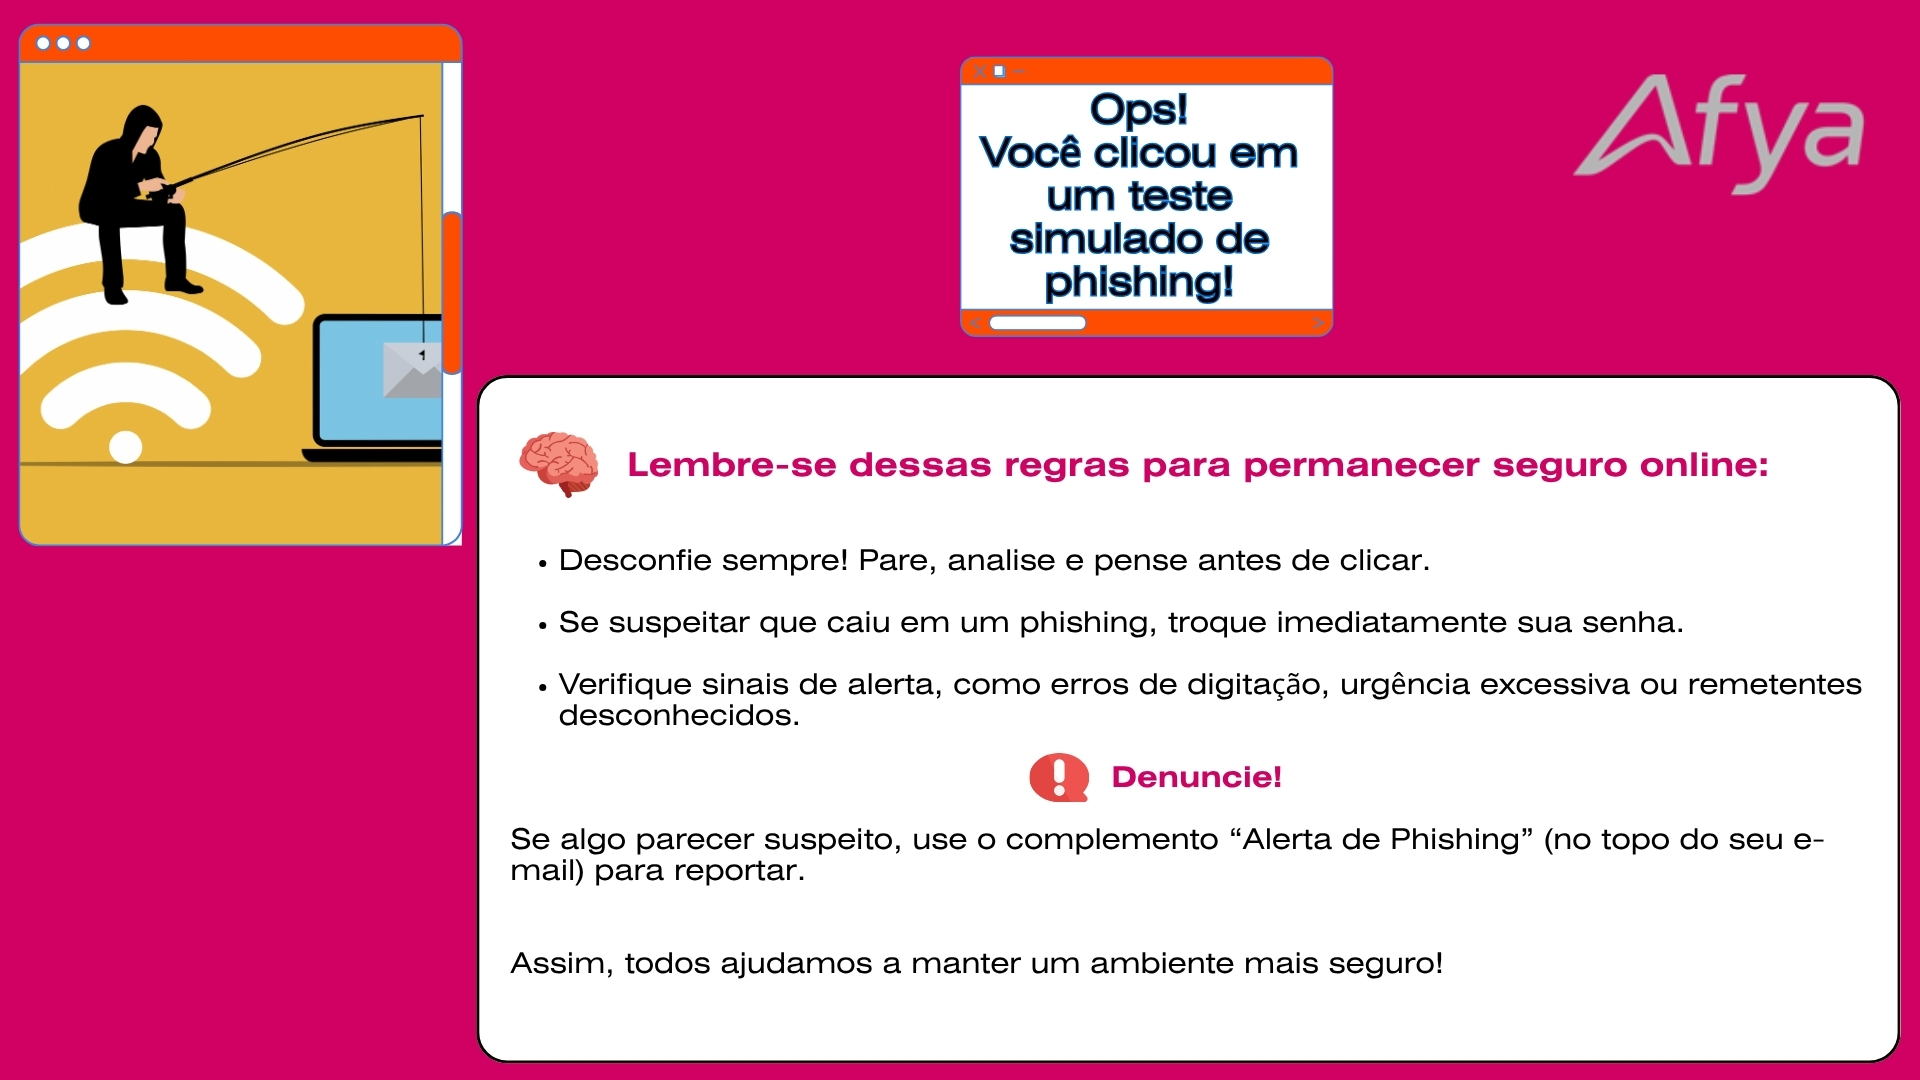 Ops!
Você clicou em
um teste
simulado de
phishing!
Afya
Lembre-se dessas regras para permanecer seguro online:
• Desconfie sempre! Pare, analise e pense antes de clicar.
• Se suspeitar que caiu em um phishing, troque imediatamente sua senha.
• Verifique sinais de alerta, como erros de digitação, urgência excessiva ou remetentes
desconhecidos.
Denuncie!
Se algo parecer suspeito, use o complemento “Alerta de Phishing” (no topo do seu e-
mail) para reportar.
Assim, todos ajudamos a manter um ambiente mais seguro!